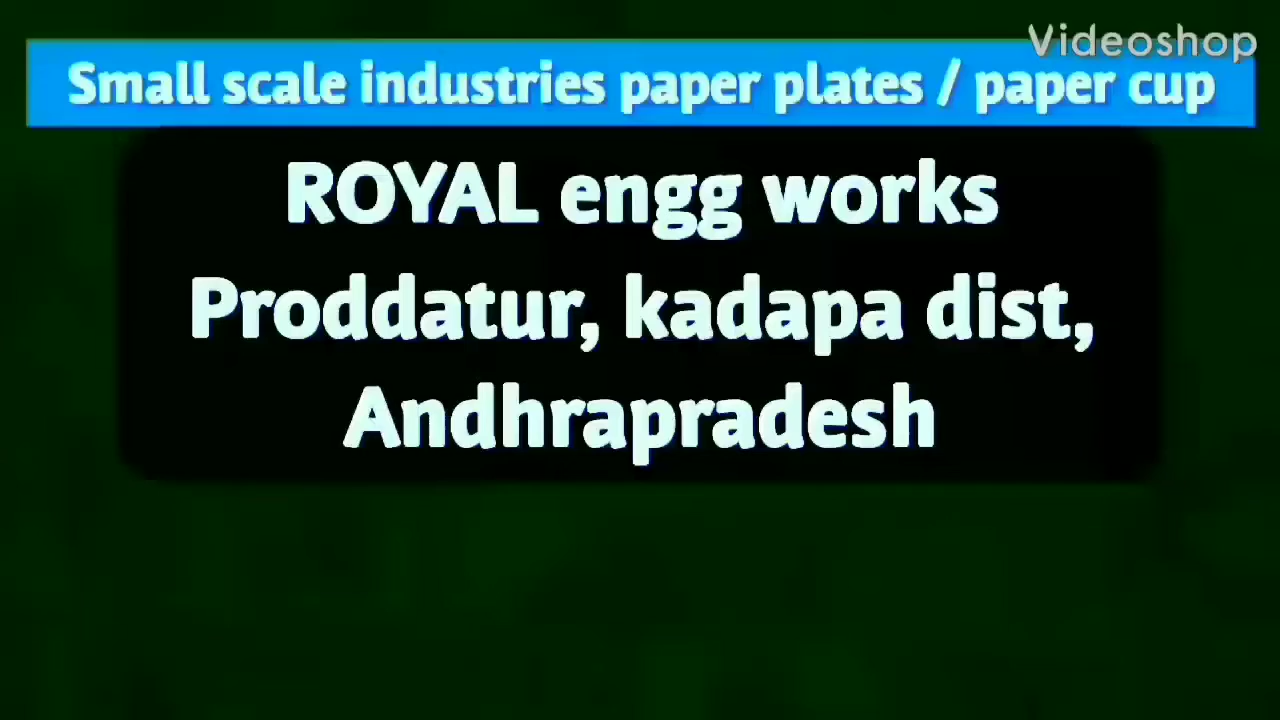 Videoshop
Small scale industries paper plates / paper cup
ROYAL engg works
Proddatur, kadapa dist,
Andhrapradesh